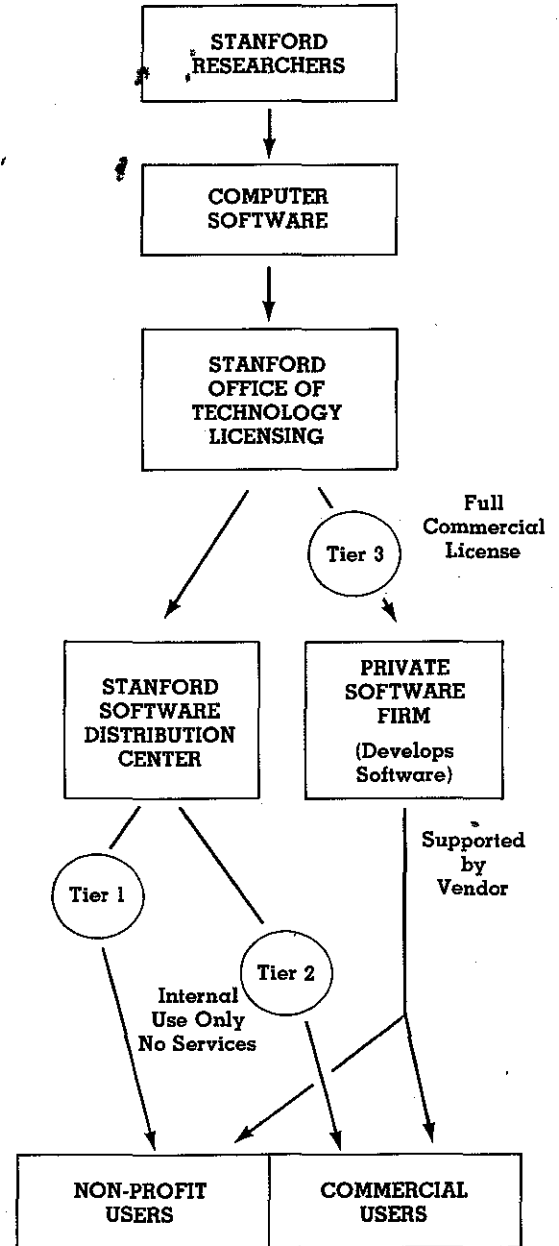 STANFORD
RESEARCHERS
COMPUTER
SOFTWARE
STANFORD
OFFICE OF
TECHNOLOGY
LICENSING
Full
Commercial
License
Tier 3
STANFORD
SOFTWARE
DISTRIBUTION
CENTER
PRIVATE
SOFTWARE
FIRM
(Develops
Software)
Supported
by
Vendor
Tier 1
Tier 2
Internal
Use Only
No Services
NON-PROFIT
USERS
COMMERCIAL
USERS